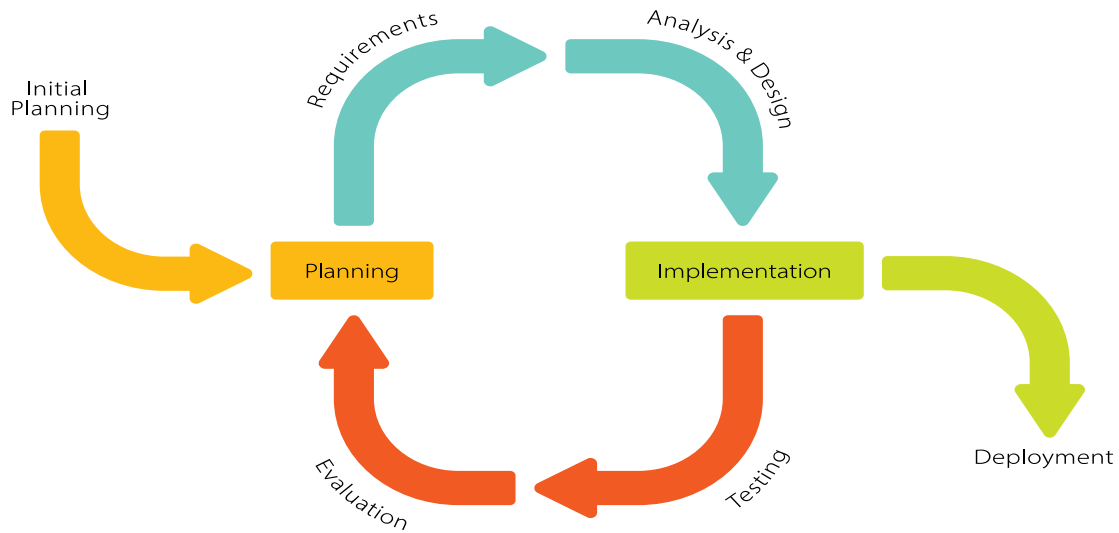 Initial
Planning
Requirements
Analysis & Design
Planning
Implementation
Evaluation
Testing
Deployment